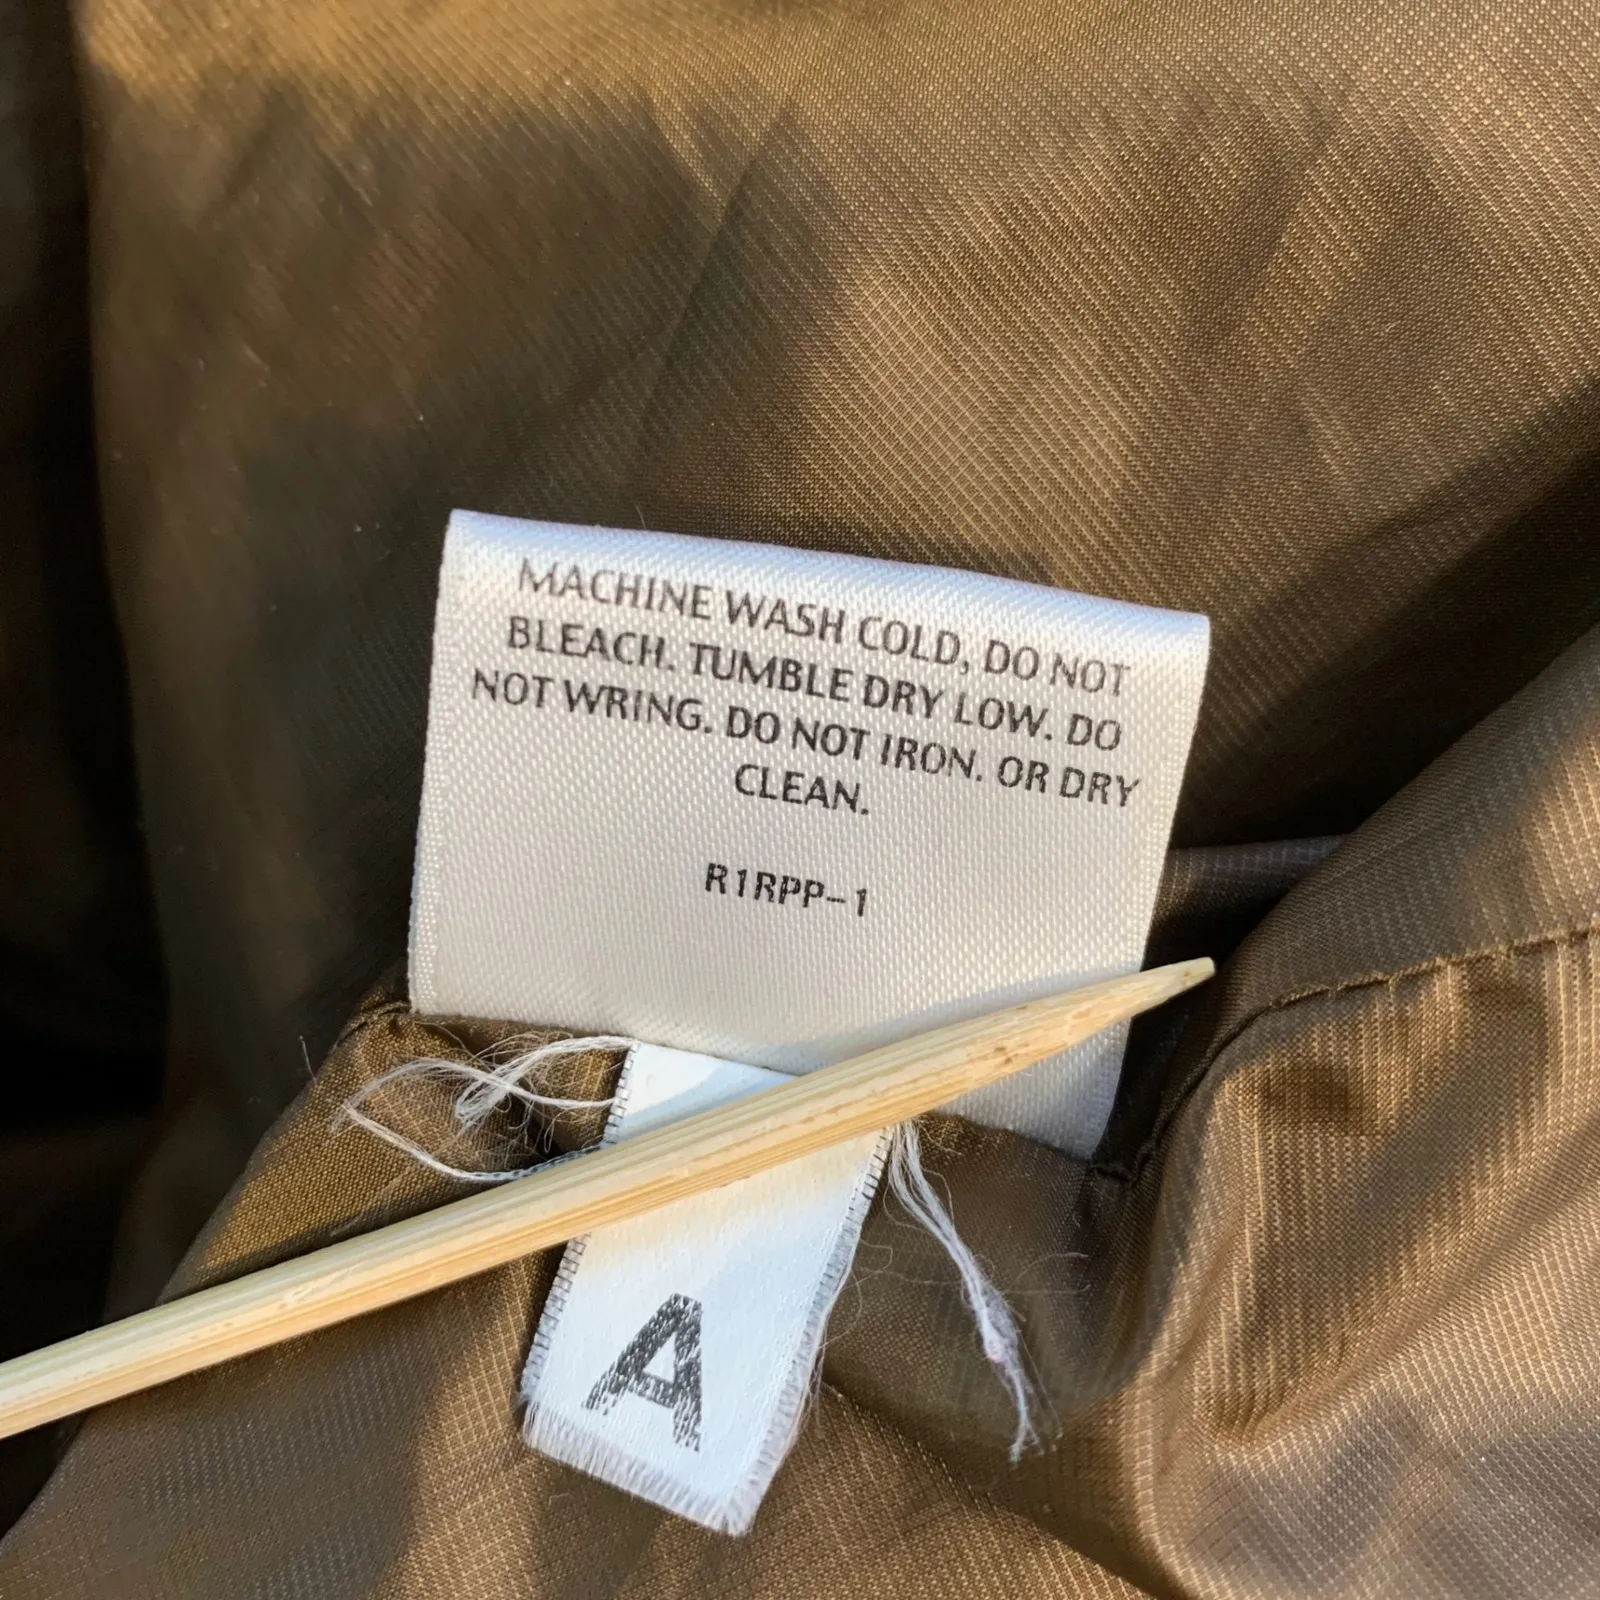 MACHINE WASH COLD, DO NOT
BLEACH. TUMBLE DRY LOW. DO
NOT WRING. DO NOT IRON. OR DRY
CLEAN.
R1RPP-1
A